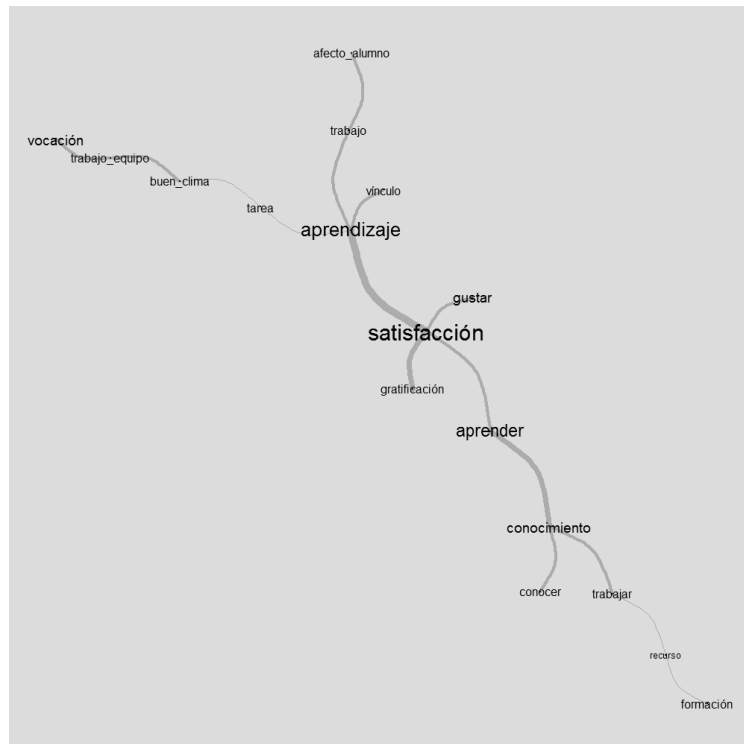 afecto_alumno
trabajo
vocación
trabajo_equipo
buen_clima
vínculo
tarea
aprendizaje
gustar
satisfacción
gratificación
aprender
conocimiento
conocer
trabajar
recurso
formación